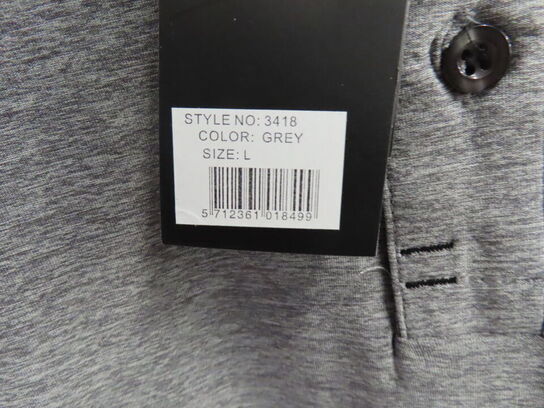 STYLE NO: 3418
COLOR: GREY
SIZE: L
5 712361 018499